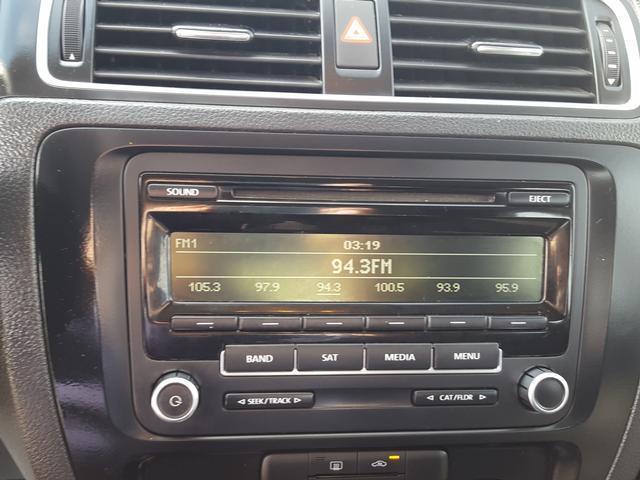 SOUND
EJECT
FM1 03:19
94.3FM
105.3 97.9 94.3 100.5 93.9 95.9
BAND SAT MEDIA MENU
SEEK/TRACK CAT/FLDR